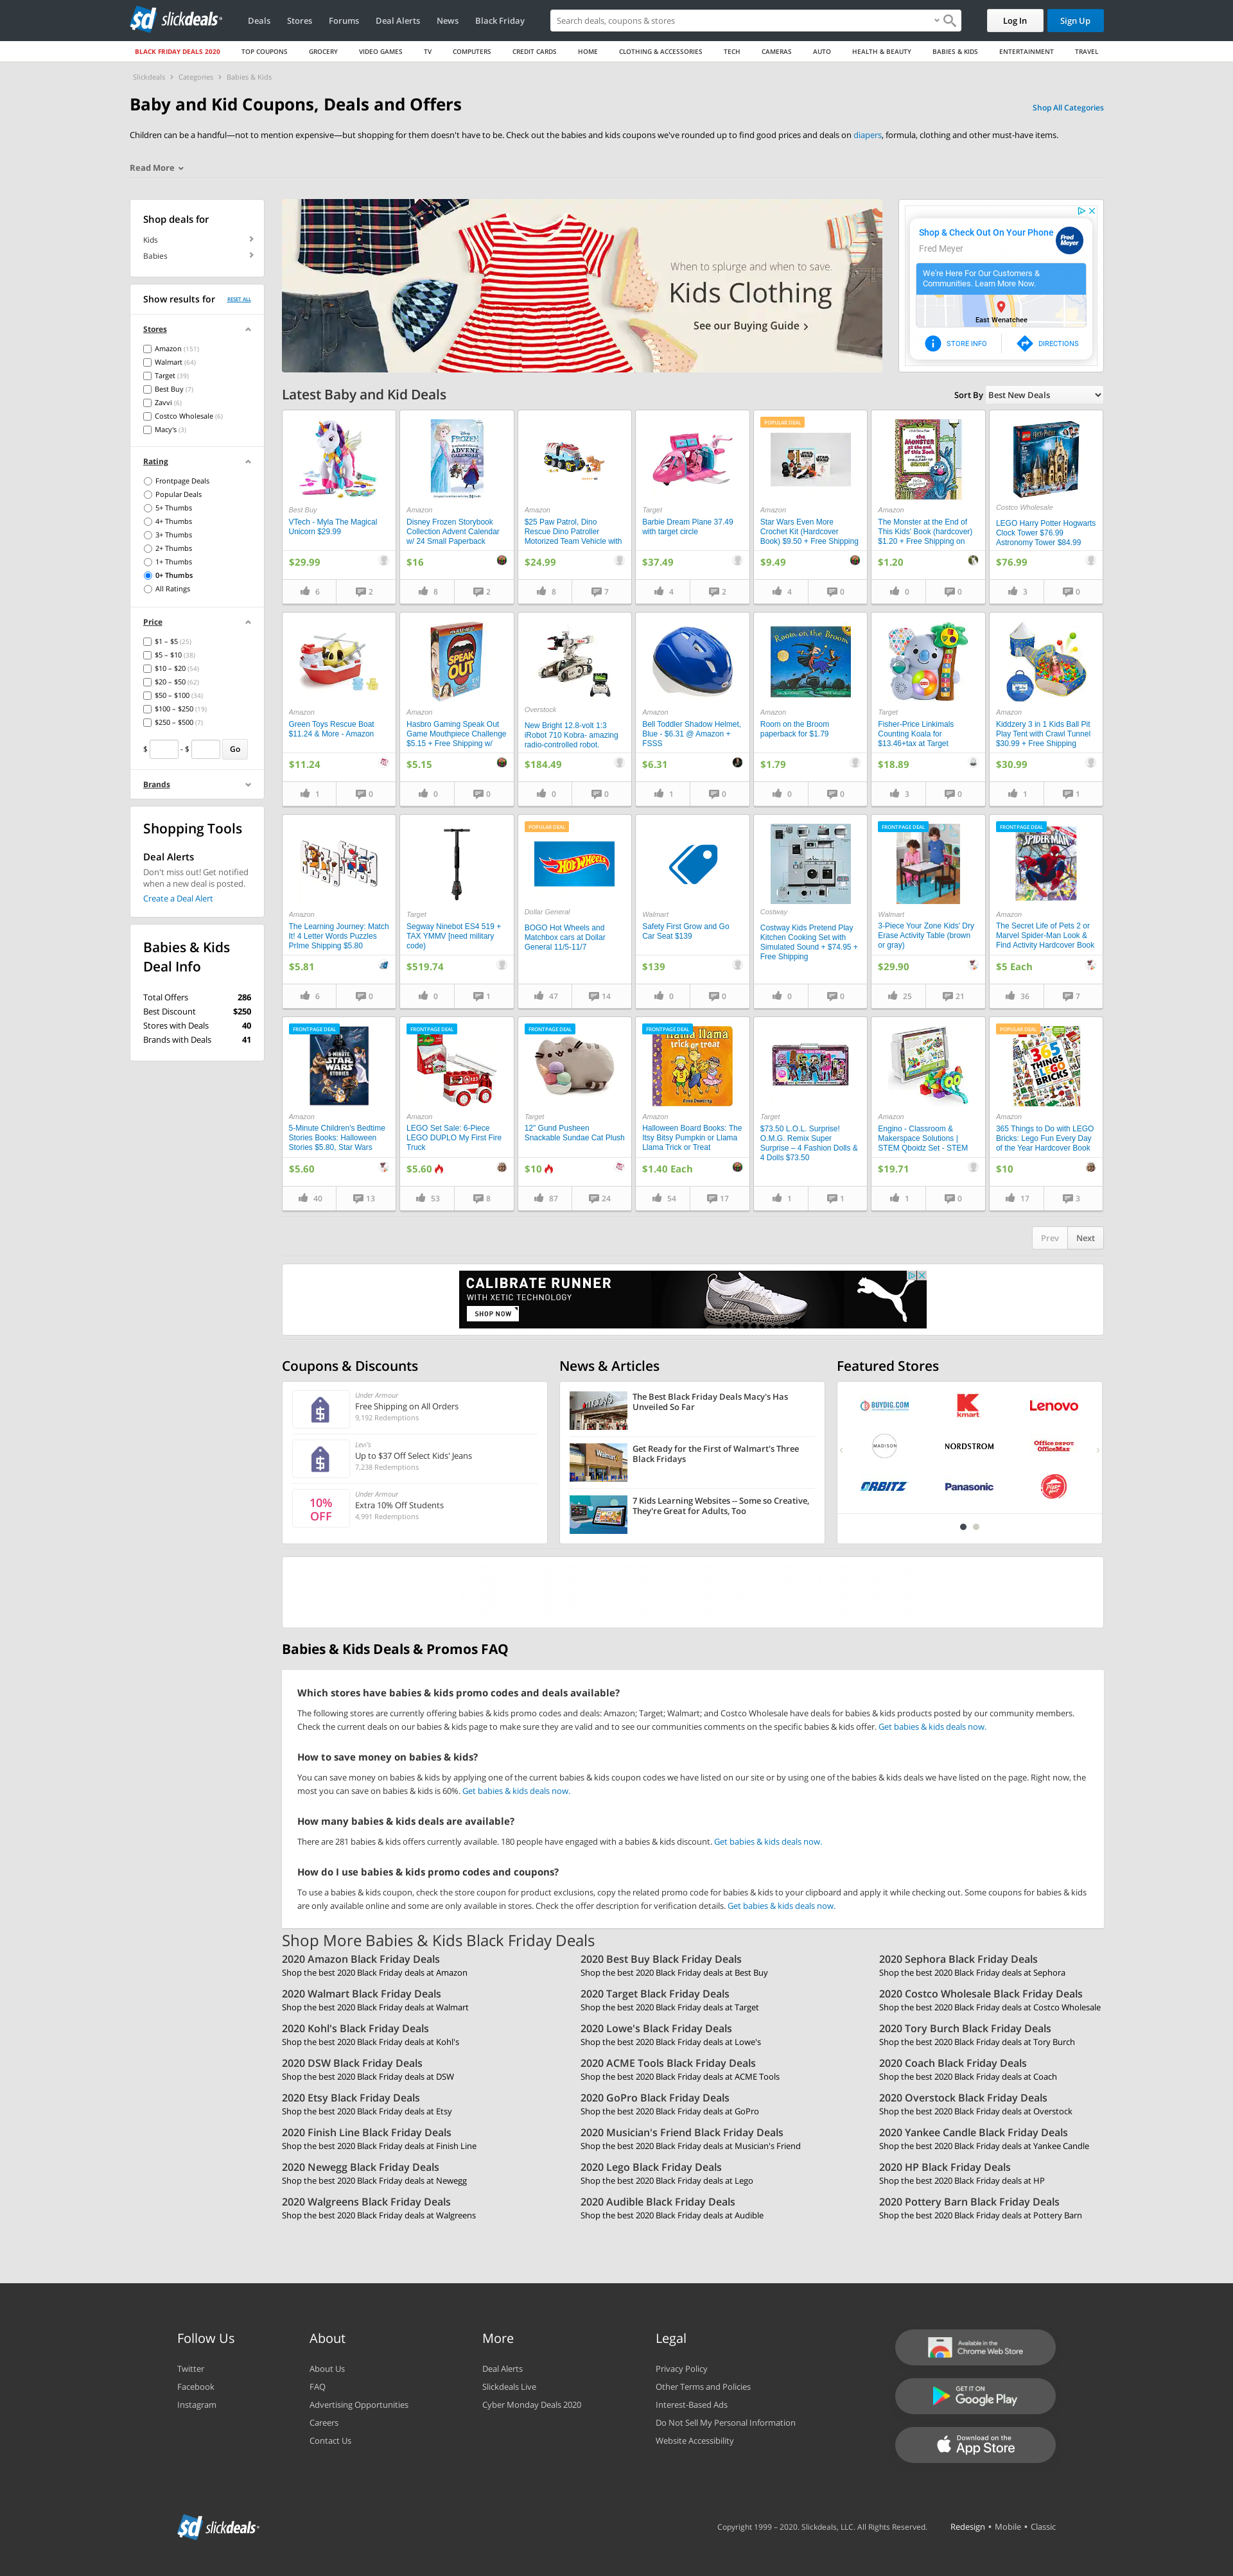 slickdeals
Deals Stores Forums Deal Alerts News Black Friday
Search deals, coupons & stores
Log In
Sign Up
BLACK FRIDAY DEALS 2020 TOP COUPONS GROCERY VIDEO GAMES TV COMPUTERS CREDIT CARDS HOME CLOTHING & ACCESSORIES TECH CAMERAS AUTO HEALTH & BEAUTY BABIES & KIDS ENTERTAINMENT TRAVEL
Slickdeals > Categories > Babies & Kids
Baby and Kid Coupons, Deals and Offers
Shop All Categories
Children can be a handful—not to mention expensive—but shopping for them doesn't have to be. Check out the babies and kids coupons we've rounded up to find good prices and deals on diapers, formula, clothing and other must-have items.
Read More
Shop deals for
Kids
Babies
Show results for
RESET ALL
Stores
Amazon (151)
Walmart (64)
Target (39)
Best Buy (7)
Zavvi (6)
Costco Wholesale (6)
Macy's (3)
Rating
Frontpage Deals
Popular Deals
5+ Thumbs
4+ Thumbs
3+ Thumbs
2+ Thumbs
1+ Thumbs
0+ Thumbs
All Ratings
Price
$1 – $5 (25)
$5 – $10 (38)
$10 – $20 (54)
$20 – $50 (62)
$50 – $100 (34)
$100 – $250 (19)
$250 – $500 (7)
$ - $ Go
Brands
Shopping Tools
Deal Alerts
Don't miss out! Get notified
when a new deal is posted.
Create a Deal Alert
Babies & Kids
Deal Info
Total Offers 286
Best Discount $250
Stores with Deals 40
Brands with Deals 41
When to splurge and when to save.
Kids Clothing
See our Buying Guide >
Shop & Check Out On Your Phone
Fred Meyer
Fred Meyer
We're Here For Our Customers &
Communities. Learn More Now.
East Wenatchee
STORE INFO
DIRECTIONS
Latest Baby and Kid Deals
Sort By Best New Deals
Best Buy
VTech - Myla The Magical
Unicorn $29.99
$29.99
6 2
FROZEN
ADVENT
CALENDAR
Amazon
Disney Frozen Storybook
Collection Advent Calendar
w/ 24 Small Paperback
$16
8 2
Amazon
$25 Paw Patrol, Dino
Rescue Dino Patroller
Motorized Team Vehicle with
$24.99
8 7
Target
Barbie Dream Plane 37.49
with target circle
$37.49
4 2
POPULAR DEAL
STAR WARS
Amazon
Star Wars Even More
Crochet Kit (Hardcover
Book) $9.50 + Free Shipping
$9.49
4 0
MONSTER
Amazon
The Monster at the End of
This Kids' Book (hardcover)
$1.20 + Free Shipping on
$1.20
0 0
Costco Wholesale
LEGO Harry Potter Hogwarts
Clock Tower $76.99
Astronomy Tower $84.99
$76.99
3 0
Amazon
Green Toys Rescue Boat
$11.24 & More - Amazon
$11.24
1 0
SPEAK
OUT
Amazon
Hasbro Gaming Speak Out
Game Mouthpiece Challenge
$5.15 + Free Shipping w/
$5.15
0 0
Overstock
New Bright 12.8-volt 1:3
iRobot 710 Kobra- amazing
radio-controlled robot.
$184.49
0 0
Amazon
Bell Toddler Shadow Helmet,
Blue - $6.31 @ Amazon +
FSSS
$6.31
1 0
Room on the Broom
Amazon
Room on the Broom
paperback for $1.79
$1.79
0 0
Target
Fisher-Price Linkimals
Counting Koala for
$13.46+tax at Target
$18.89
3 0
Amazon
Kiddzery 3 in 1 Kids Ball Pit
Play Tent with Crawl Tunnel
$30.99 + Free Shipping
$30.99
1 1
Amazon
The Learning Journey: Match
It! 4 Letter Words Puzzles
Prlme Shipping $5.80
$5.81
6 0
Target
Segway Ninebot ES4 519 +
TAX YMMV [need military
code)
$519.74
0 1
POPULAR DEAL
Hot Wheels
Dollar General
BOGO Hot Wheels and
Matchbox cars at Dollar
General 11/5-11/7
47 14
Walmart
Safety First Grow and Go
Car Seat $139
$139
0 0
Costway
Costway Kids Pretend Play
Kitchen Cooking Set with
Simulated Sound + $74.95 +
Free Shipping
0 0
FRONTPAGE DEAL
Walmart
3-Piece Your Zone Kids' Dry
Erase Activity Table (brown
or gray)
$29.90
25 21
FRONTPAGE DEAL
SPIDER-MAN
Amazon
The Secret Life of Pets 2 or
Marvel Spider-Man Look &
Find Activity Hardcover Book
$5 Each
36 7
FRONTPAGE DEAL
5-MINUTE
STAR
WARS
STORIES
Amazon
5-Minute Children's Bedtime
Stories Books: Halloween
Stories $5.80, Star Wars
$5.60
40 13
FRONTPAGE DEAL
Amazon
LEGO Set Sale: 6-Piece
LEGO DUPLO My First Fire
Truck
$5.60
53 8
FRONTPAGE DEAL
Target
12" Gund Pusheen
Snackable Sundae Cat Plush
$10
87 24
FRONTPAGE DEAL
llama llama
trick or treat
Amazon
Halloween Board Books: The
Itsy Bitsy Pumpkin or Llama
Llama Trick or Treat
$1.40 Each
54 17
Target
$73.50 L.O.L. Surprise!
O.M.G. Remix Super
Surprise – 4 Fashion Dolls &
4 Dolls $73.50
1 1
Amazon
Engino - Classroom &
Makerspace Solutions |
STEM Qboidz Set - STEM
$19.71
1 0
POPULAR DEAL
365
THINGS
TO DO
WITH
LEGO
BRICKS
Amazon
365 Things to Do with LEGO
Bricks: Lego Fun Every Day
of the Year Hardcover Book
$10
17 3
Prev Next
CALIBRATE RUNNER
WITH XETIC TECHNOLOGY
SHOP NOW
Coupons & Discounts
Under Armour
Free Shipping on All Orders
9,192 Redemptions
Levi's
Up to $37 Off Select Kids' Jeans
7,238 Redemptions
10%
OFF
Under Armour
Extra 10% Off Students
4,991 Redemptions
News & Articles
macy's
The Best Black Friday Deals Macy's Has
Unveiled So Far
Walmart
Get Ready for the First of Walmart's Three
Black Fridays
7 Kids Learning Websites -- Some so Creative,
They're Great for Adults, Too
Featured Stores
BUYDIG.COM
kmart
Lenovo
MADISON
NORDSTROM
Office DEPOT
OfficeMax
ORBITZ
Panasonic
Pizza Hut
Babies & Kids Deals & Promos FAQ
Which stores have babies & kids promo codes and deals available?
The following stores are currently offering babies & kids promo codes and deals: Amazon; Target; Walmart; and Costco Wholesale have deals for babies & kids products posted by our community members.
Check the current deals on our babies & kids page to make sure they are valid and to see our communities comments on the specific babies & kids offer. Get babies & kids deals now.
How to save money on babies & kids?
You can save money on babies & kids by applying one of the current babies & kids coupon codes we have listed on our site or by using one of the babies & kids deals we have listed on the page. Right now, the
most you can save on babies & kids is 60%. Get babies & kids deals now.
How many babies & kids deals are available?
There are 281 babies & kids offers currently available. 180 people have engaged with a babies & kids discount. Get babies & kids deals now.
How do I use babies & kids promo codes and coupons?
To use a babies & kids coupon, check the store coupon for product exclusions, copy the related promo code for babies & kids to your clipboard and apply it while checking out. Some coupons for babies & kids
are only available online and some are only available in stores. Check the offer description for verification details. Get babies & kids deals now.
Shop More Babies & Kids Black Friday Deals
2020 Amazon Black Friday Deals
Shop the best 2020 Black Friday deals at Amazon
2020 Best Buy Black Friday Deals
Shop the best 2020 Black Friday deals at Best Buy
2020 Sephora Black Friday Deals
Shop the best 2020 Black Friday deals at Sephora
2020 Walmart Black Friday Deals
Shop the best 2020 Black Friday deals at Walmart
2020 Target Black Friday Deals
Shop the best 2020 Black Friday deals at Target
2020 Costco Wholesale Black Friday Deals
Shop the best 2020 Black Friday deals at Costco Wholesale
2020 Kohl's Black Friday Deals
Shop the best 2020 Black Friday deals at Kohl's
2020 Lowe's Black Friday Deals
Shop the best 2020 Black Friday deals at Lowe's
2020 Tory Burch Black Friday Deals
Shop the best 2020 Black Friday deals at Tory Burch
2020 DSW Black Friday Deals
Shop the best 2020 Black Friday deals at DSW
2020 ACME Tools Black Friday Deals
Shop the best 2020 Black Friday deals at ACME Tools
2020 Coach Black Friday Deals
Shop the best 2020 Black Friday deals at Coach
2020 Etsy Black Friday Deals
Shop the best 2020 Black Friday deals at Etsy
2020 GoPro Black Friday Deals
Shop the best 2020 Black Friday deals at GoPro
2020 Overstock Black Friday Deals
Shop the best 2020 Black Friday deals at Overstock
2020 Finish Line Black Friday Deals
Shop the best 2020 Black Friday deals at Finish Line
2020 Musician's Friend Black Friday Deals
Shop the best 2020 Black Friday deals at Musician's Friend
2020 Yankee Candle Black Friday Deals
Shop the best 2020 Black Friday deals at Yankee Candle
2020 Newegg Black Friday Deals
Shop the best 2020 Black Friday deals at Newegg
2020 Lego Black Friday Deals
Shop the best 2020 Black Friday deals at Lego
2020 HP Black Friday Deals
Shop the best 2020 Black Friday deals at HP
2020 Walgreens Black Friday Deals
Shop the best 2020 Black Friday deals at Walgreens
2020 Audible Black Friday Deals
Shop the best 2020 Black Friday deals at Audible
2020 Pottery Barn Black Friday Deals
Shop the best 2020 Black Friday deals at Pottery Barn
Follow Us
Twitter
Facebook
Instagram
About
About Us
FAQ
Advertising Opportunities
Careers
Contact Us
More
Deal Alerts
Slickdeals Live
Cyber Monday Deals 2020
Legal
Privacy Policy
Other Terms and Policies
Interest-Based Ads
Do Not Sell My Personal Information
Website Accessibility
Available in the
Chrome Web Store
GET IT ON
Google Play
Download on the
App Store
slickdeals
Copyright 1999 – 2020. Slickdeals, LLC. All Rights Reserved.
Redesign • Mobile • Classic